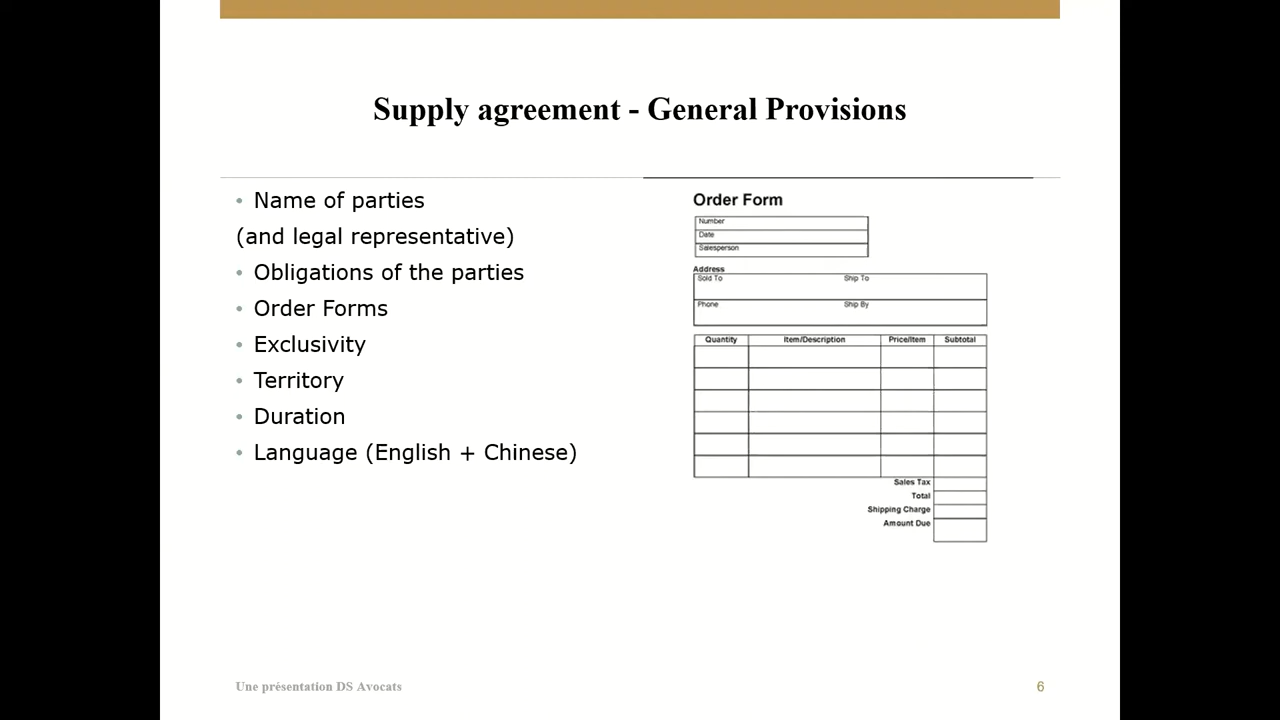 Supply agreement - General Provisions
• Name of parties
(and legal representative)
• Obligations of the parties
• Order Forms
• Exclusivity
• Territory
• Duration
• Language (English + Chinese)
Order Form
Number
Date
Salesperson
Address
Sold To Ship To
Phone Ship By
Quantity Item/Description Price/Item Subtotal
Sales Tax
Total
Shipping Charge
Amount Due
Une présentation DS Avocats
6